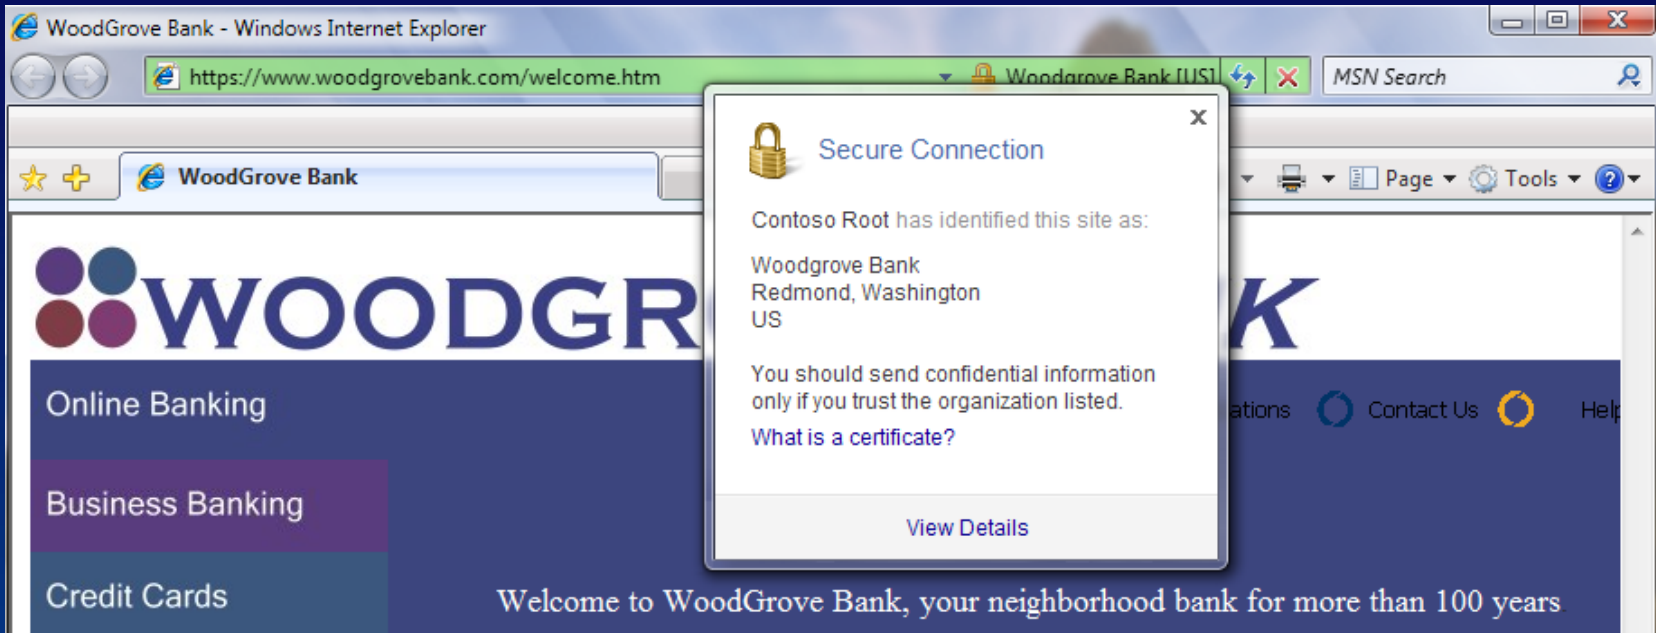 WoodGrove Bank - Windows Internet Explorer
https://www.woodgrovebank.com/welcome.htm
Woodgrove Bank [US]
MSN Search
WoodGrove Bank
Page
Tools
Secure Connection
Contoso Root has identified this site as:
Woodgrove Bank
Redmond, Washington
US
You should send confidential information
only if you trust the organization listed.
What is a certificate?
View Details
WOODGR K
Online Banking
ations
Contact Us
Help
Business Banking
Credit Cards
Welcome to WoodGrove Bank, your neighborhood bank for more than 100 years